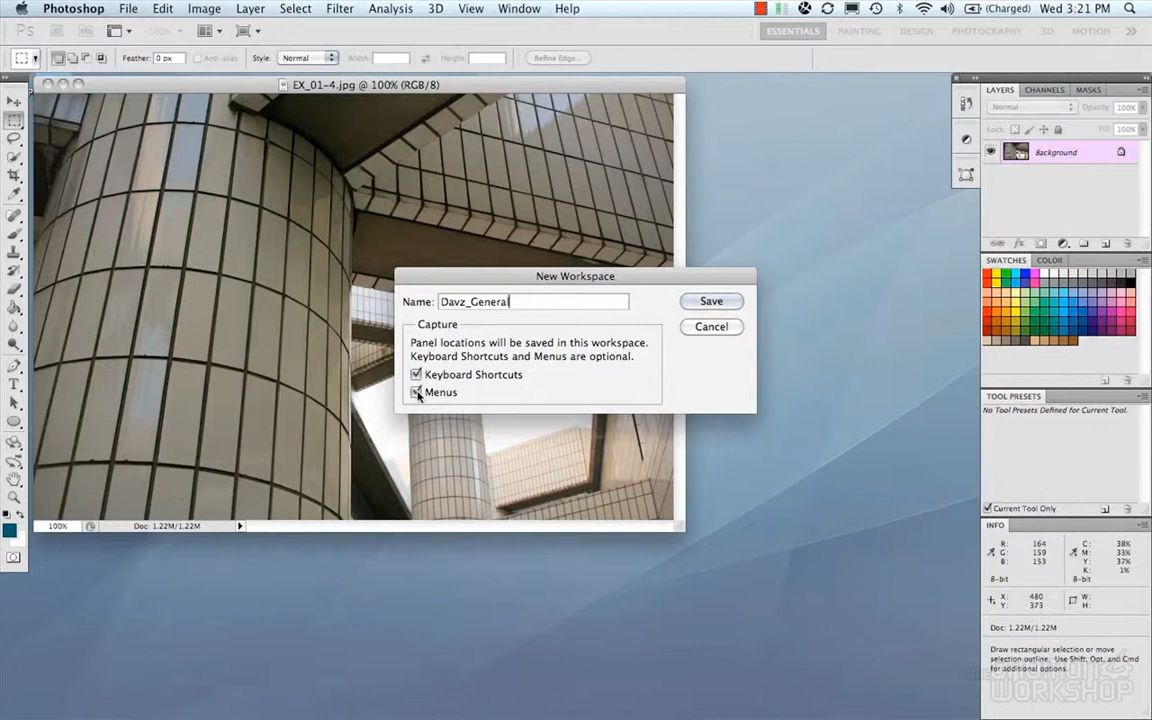 Photoshop File Edit Image Layer Select Filter Analysis 3D View Window Help (Charged) Wed 3:21 PM
Ps 100% ESSENTIALS PAINTING DESIGN PHOTOGRAPHY 3D MOTION
Feather: 0 px Anti-alias Style: Normal Width: Height: Refine Edge...
EX_01-4.jpg @ 100% (RGB/8)
LAYERS CHANNELS MASKS
Normal Opacity: 100%
Lock: Fill: 100%
Background
SWATCHES COLOR
New Workspace
Name: Davz_General Save
Capture Cancel
Panel locations will be saved in this workspace.
Keyboard Shortcuts and Menus are optional.
Keyboard Shortcuts
Menus
TOOL PRESETS
No Tool Presets Defined for Current Tool.
Current Tool Only
100% Doc: 1.22M/1.22M
INFO
R: 164 C: 38%
G: 159 M: 33%
B: 153 Y: 37%
K: 1%
8-bit 8-bit
X: 480 W:
Y: 373 H:
Doc: 1.22M/1.22M
Draw rectangular selection or move
selection outline. Use Shift, Opt, and Cmd
for additional options.
THE GNOMON
WORKSHOP